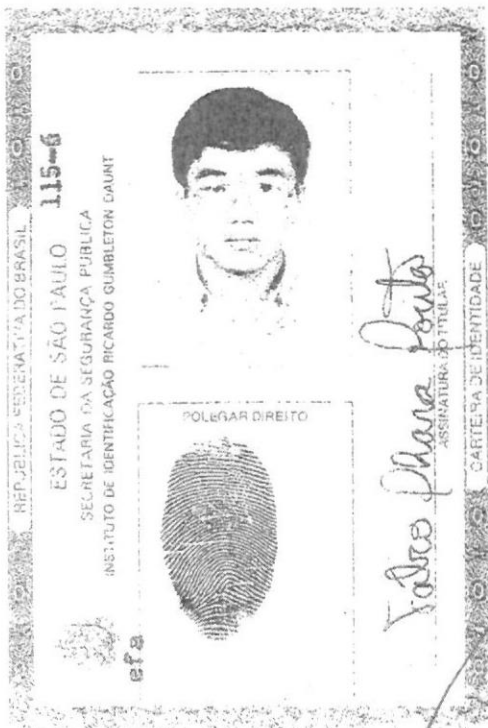 REPÚBLICA FEDERATIVA DO BRASIL
ESTADO DE SÃO PAULO 115-6
SECRETARIA DA SEGURANÇA PÚBLICA
INSTITUTO DE IDENTIFICAÇÃO RICARDO GUMBLETON DAUNT
POLEGAR DIREITO
efa
ASSINATURA DO TITULAR
CARTEIRA DE IDENTIDADE